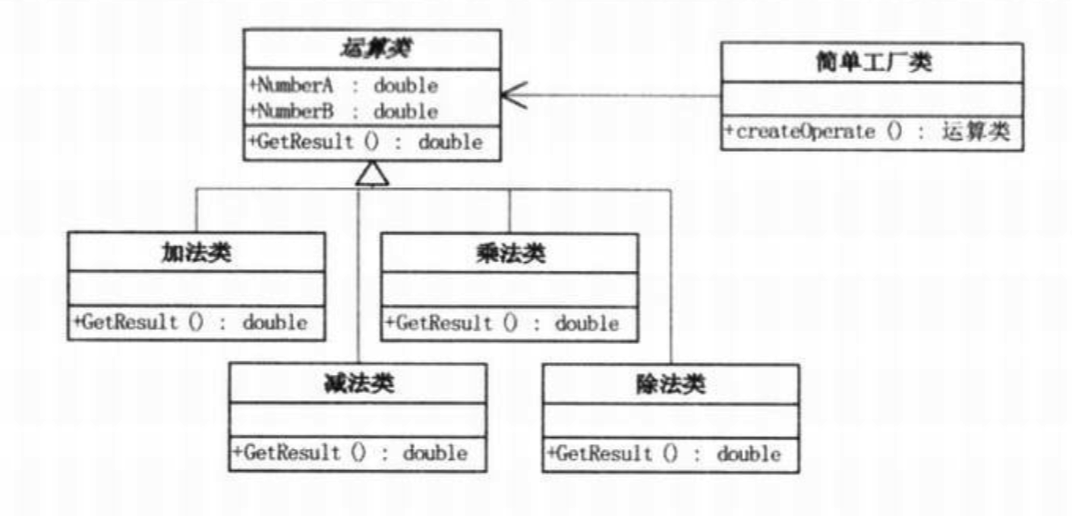 运算类
+NumberA : double
+NumberB : double
+GetResult () : double
简单工厂类
+createOperate () : 运算类
加法类
+GetResult () : double
乘法类
+GetResult () : double
减法类
+GetResult () : double
除法类
+GetResult () : double